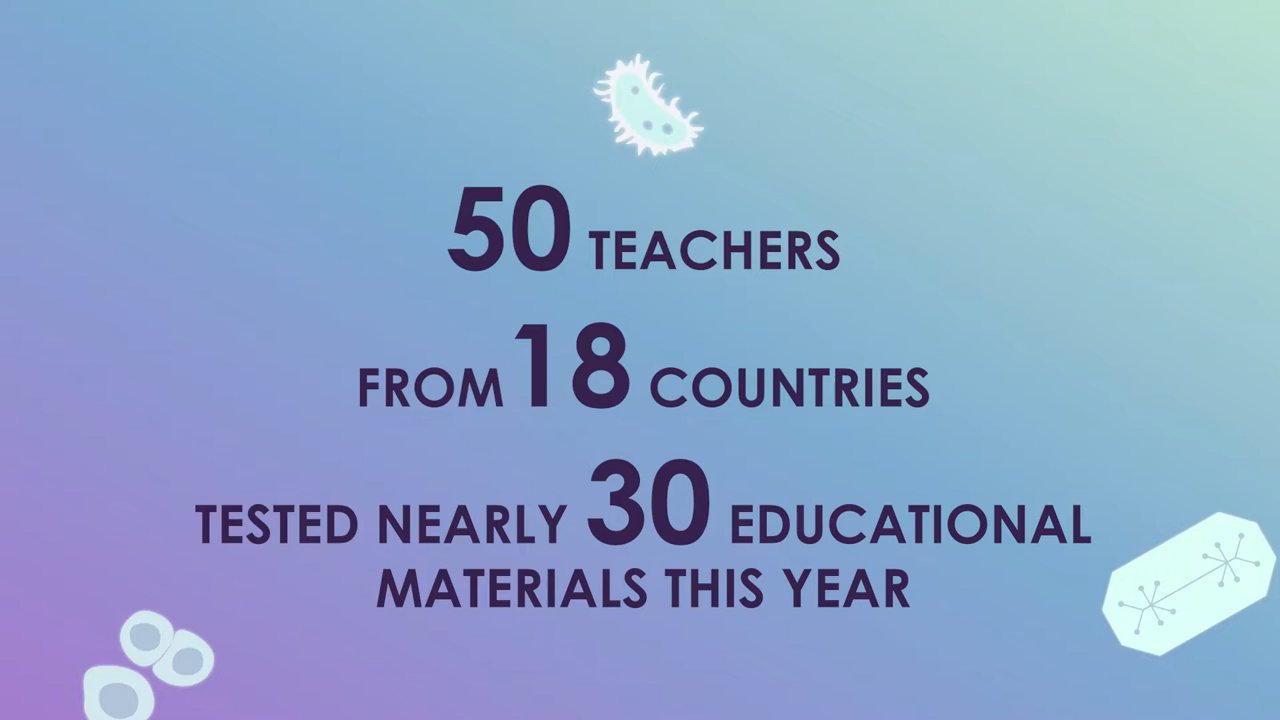 50 TEACHERS
FROM 18 COUNTRIES
TESTED NEARLY 30 EDUCATIONAL
MATERIALS THIS YEAR